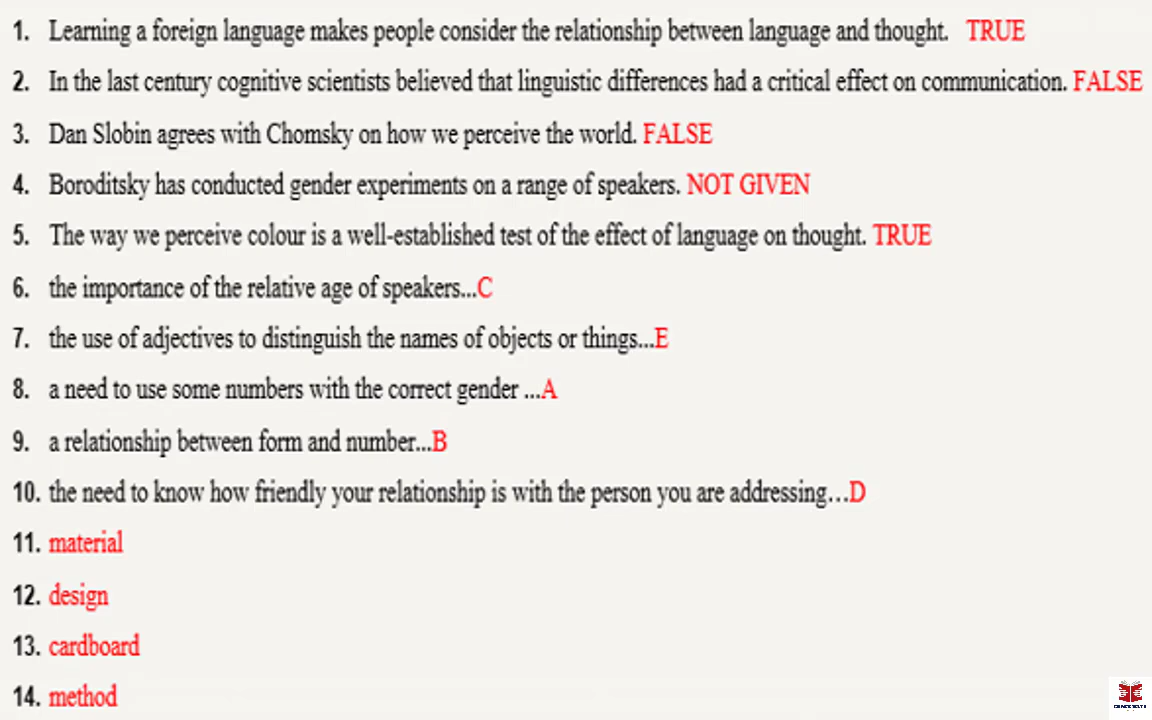 1. Learning a foreign language makes people consider the relationship between language and thought. TRUE
2. In the last century cognitive scientists believed that linguistic differences had a critical effect on communication. FALSE
3. Dan Slobin agrees with Chomsky on how we perceive the world. FALSE
4. Boroditsky has conducted gender experiments on a range of speakers. NOT GIVEN
5. The way we perceive colour is a well-established test of the effect of language on thought. TRUE
6. the importance of the relative age of speakers...C
7. the use of adjectives to distinguish the names of objects or things...E
8. a need to use some numbers with the correct gender ...A
9. a relationship between form and number...B
10. the need to know how friendly your relationship is with the person you are addressing...D
11. material
12. design
13. cardboard
14. method